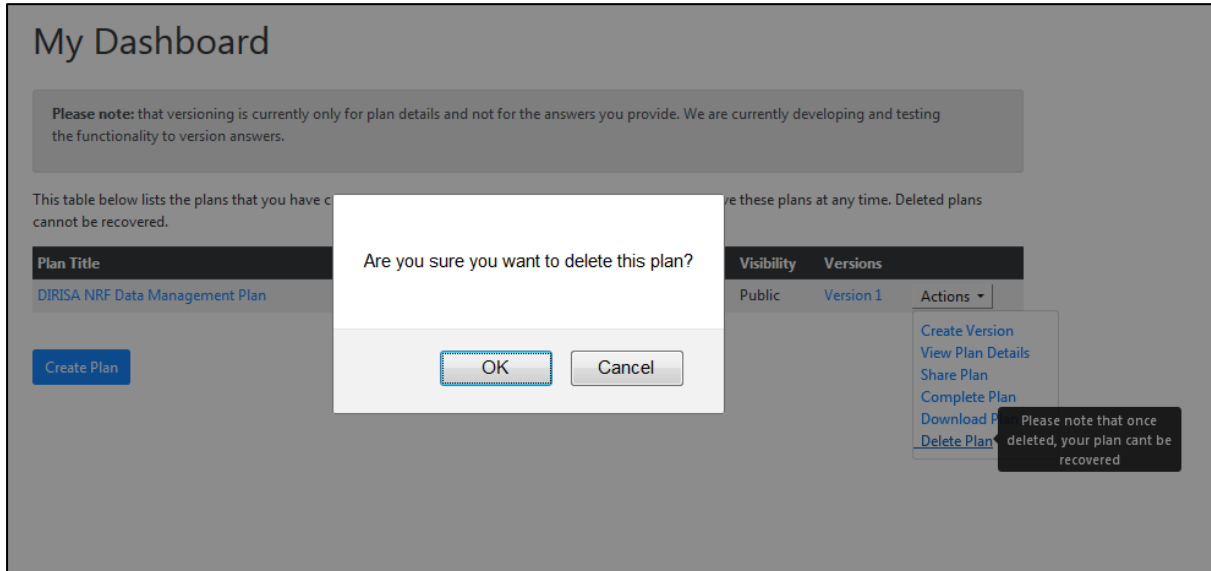 My Dashboard
Please note: that versioning is currently only for plan details and not for the answers you provide. We are currently developing and testing
the functionality to version answers.
This table below lists the plans that you have c
ve these plans at any time. Deleted plans
cannot be recovered.
Are you sure you want to delete this plan?
Plan Title Visibility Versions
DIRISA NRF Data Management Plan Public Version 1 Actions
Create Plan
OK Cancel
Create Version
View Plan Details
Share Plan
Complete Plan
Download
Delete Plan
Please note that once
deleted, your plan cant be
recovered